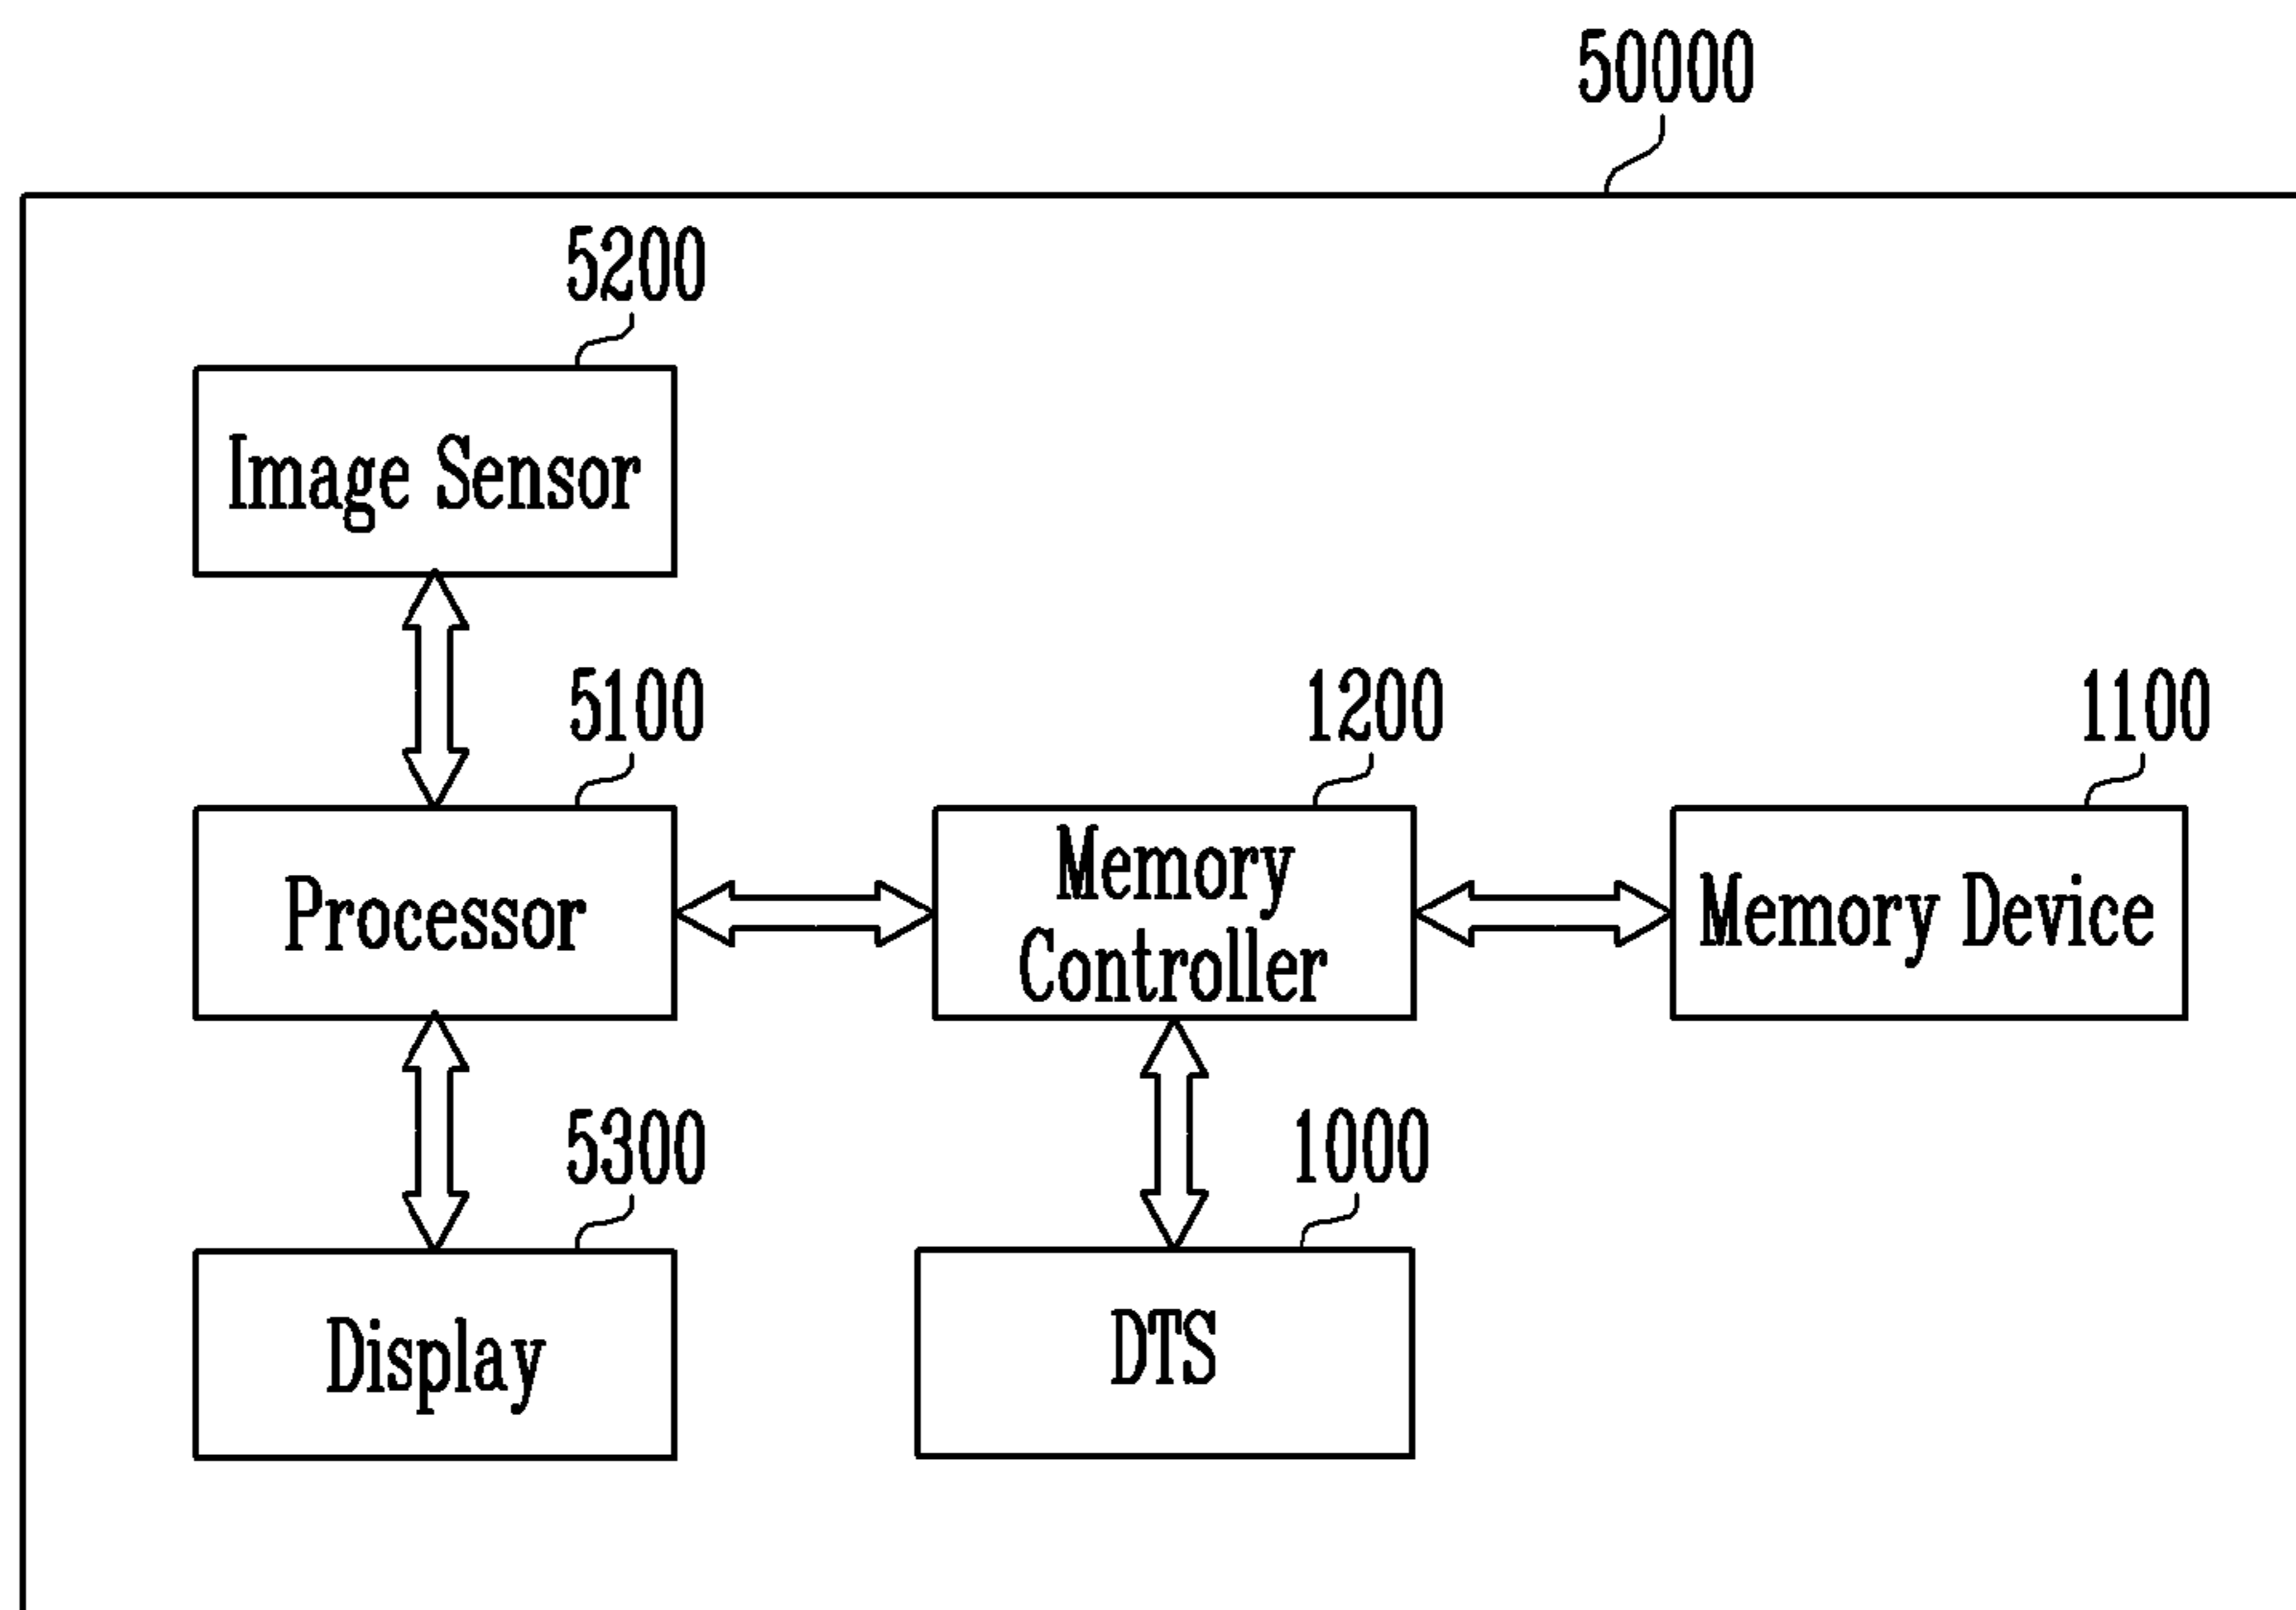 50000
5200
Image Sensor
5100
Processor
1200
Memory
Controller
1100
Memory Device
5300
Display
1000
DTS